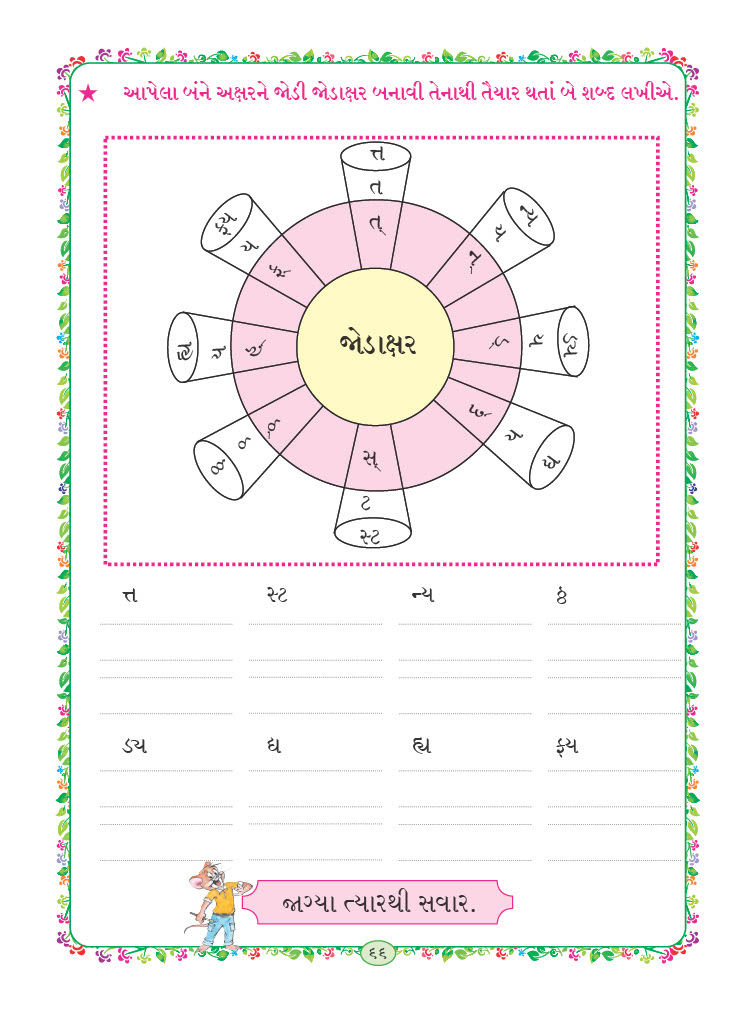 આપેલા બંને અક્ષરને જોડી જોડાક્ષર બનાવી તેનાથી તૈયાર થતાં બે શબ્દ લખીએ.
ત્ત
ત
ત્
ન્ય
ય
ન્
ડ્ય
ય
ડ્
દ્ય
ય
દ્
સ્
ટ
સ્ટ
ઠ્ઠ
ઠ
ઠ્
હ્ય
ય
હ્
ફ્ય
ય
ફ્
જોડાક્ષર
ત્ત સ્ટ ન્ય ઠ્ઠ
ડ્ય દ્ય હ્ય ફ્ય
જાગ્યા ત્યારથી સવાર.
૬૬